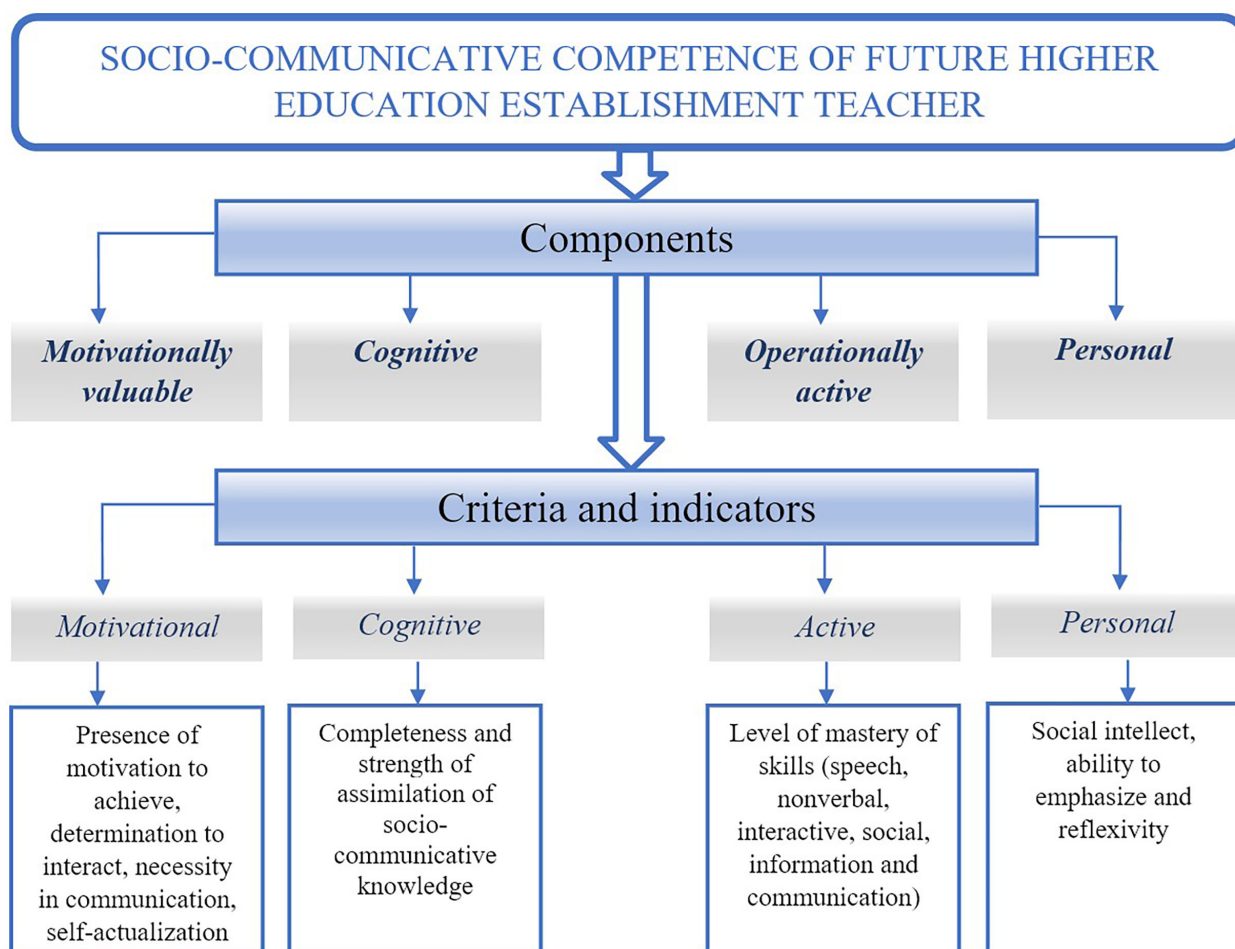 SOCIO-COMMUNICATIVE COMPETENCE OF FUTURE HIGHER
EDUCATION ESTABLISHMENT TEACHER
Components
Motivationally
valuable
Cognitive
Operationally
active
Personal
Criteria and indicators
Motivational
Cognitive
Active
Personal
Presence of
motivation to
achieve,
determination to
interact, necessity
in communication,
self-actualization
Completeness and
strength of
assimilation of
socio-
communicative
knowledge
Level of mastery of
skills (speech,
nonverbal,
interactive, social,
information and
communication)
Social intellect,
ability to
emphasize and
reflexivity